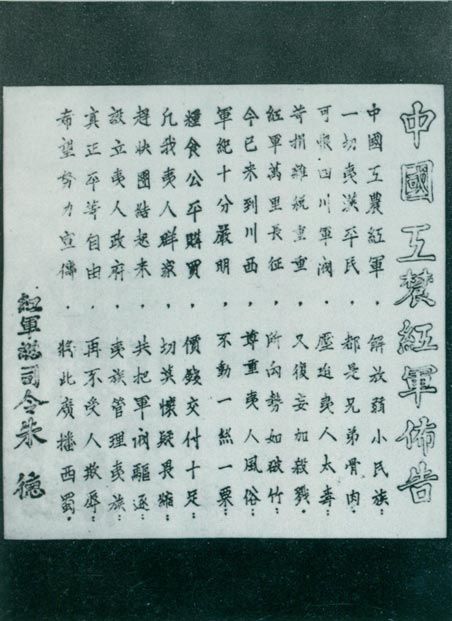 中國工農紅軍佈告
中國工農紅軍，解放弱小民族：
一切夷漢平民，都是兄弟骨肉．
可恨四川軍閥，壓迫夷人太毒：
苛捐雜稅重重，又復妄加殺戮．
紅軍萬里長征，所向勢如破竹：
今已來到川西，尊重夷人風俗：
軍紀十分嚴明，不動一絲一粟：
糧食公平購買，價錢交付十足：
凡我夷人群眾，切莫懷疑畏縮：
趕快團結起來，共把軍閥驅逐：
設立夷人政府，夷族管理夷族：
真正平等自由，再不受人欺辱：
希望努力宣傳，將此廣播西蜀．
紅軍總司令朱德